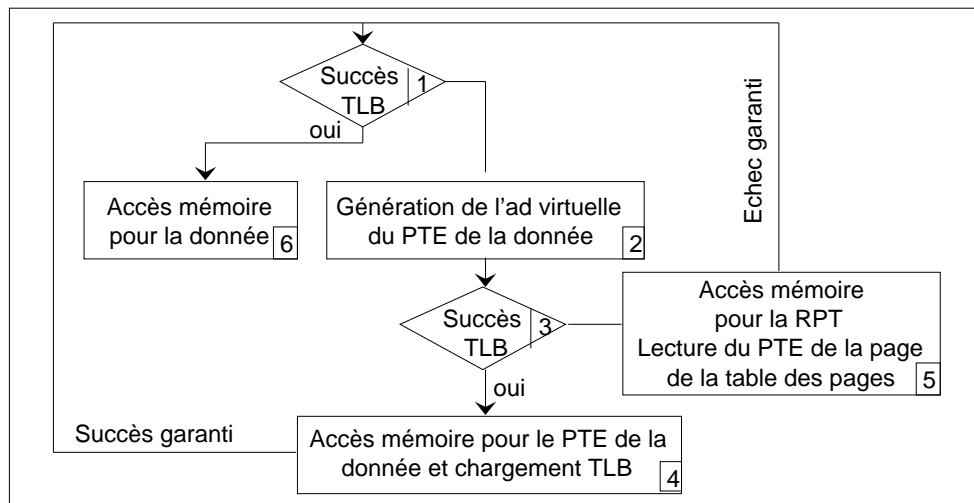 Succès
TLB
1
oui
Accès mémoire
pour la donnée
6
Génération de l'ad virtuelle
du PTE de la donnée
2
Echec garanti
Succès
TLB
3
oui
Accès mémoire
pour la RPT
Lecture du PTE de la page
de la table des pages
5
Succès garanti
Accès mémoire pour le PTE de la
donnée et chargement TLB
4